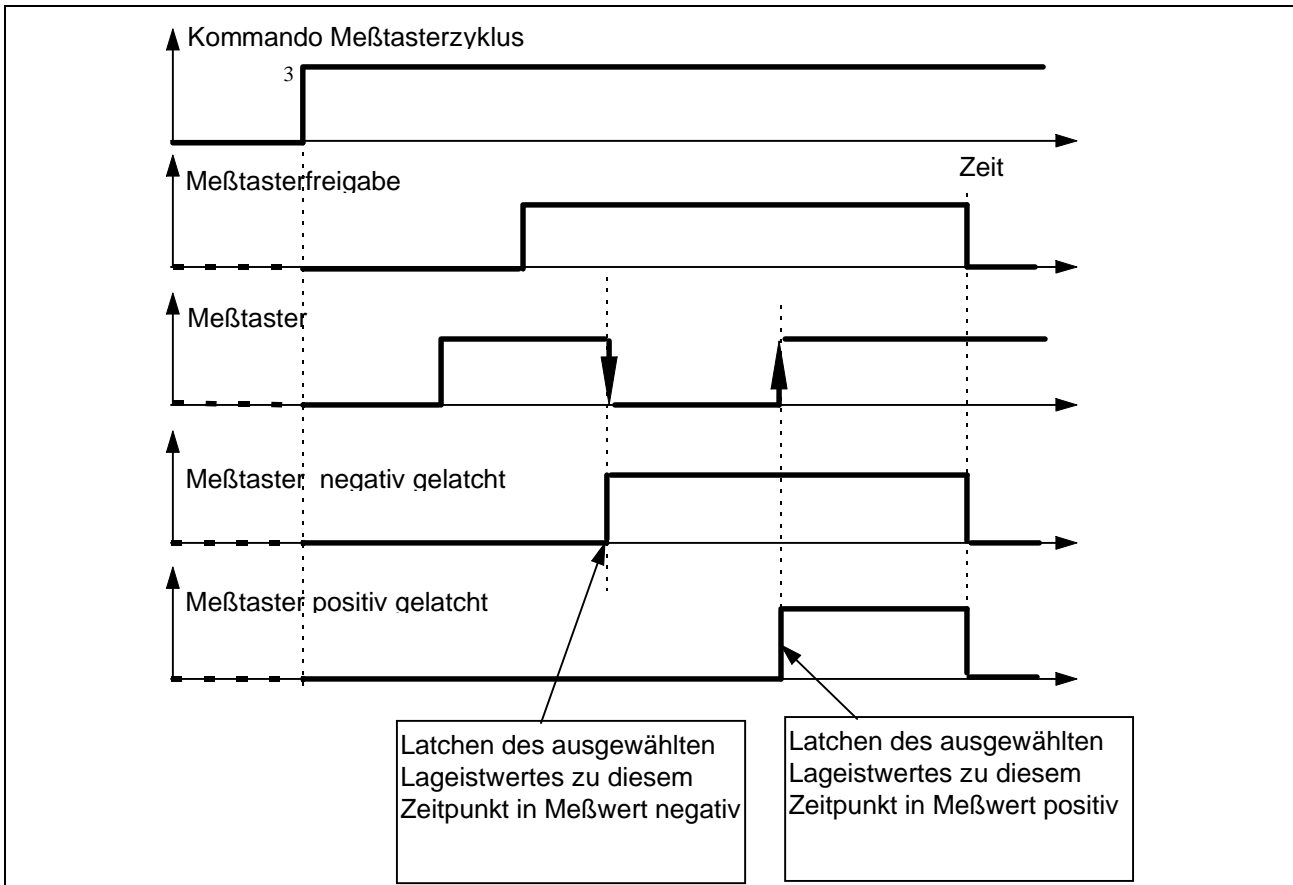 Kommando Meßtasterzyklus
3
Meßtasterfreigabe
Zeit
Meßtaster
Meßtaster negativ gelatcht
Meßtaster positiv gelatcht
Latchen des ausgewählten
Lageistwertes zu diesem
Zeitpunkt in Meßwert negativ
Latchen des ausgewählten
Lageistwertes zu diesem
Zeitpunkt in Meßwert positiv